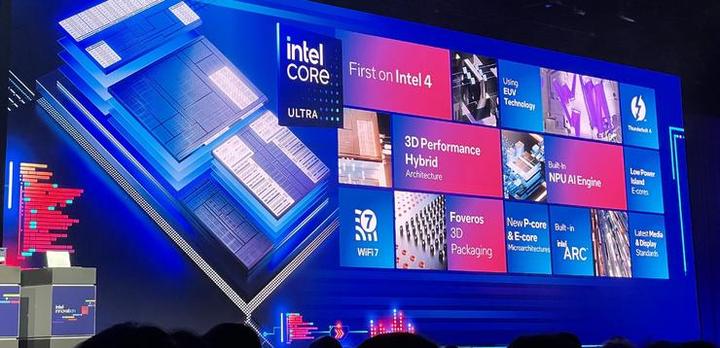 intel
CORE
ULTRA
First on Intel 4
Using
EUV
Technology
Thunderbolt 4
3D Performance
Hybrid
Architecture
Built-In
NPU AI Engine
Low Power
Island
E-cores
7
WiFi 7
Foveros
3D
Packaging
New P-core
& E-core
Microarchitectures
Built-in
intel
ARC
Latest Media
& Display
Standards
intel
innovation